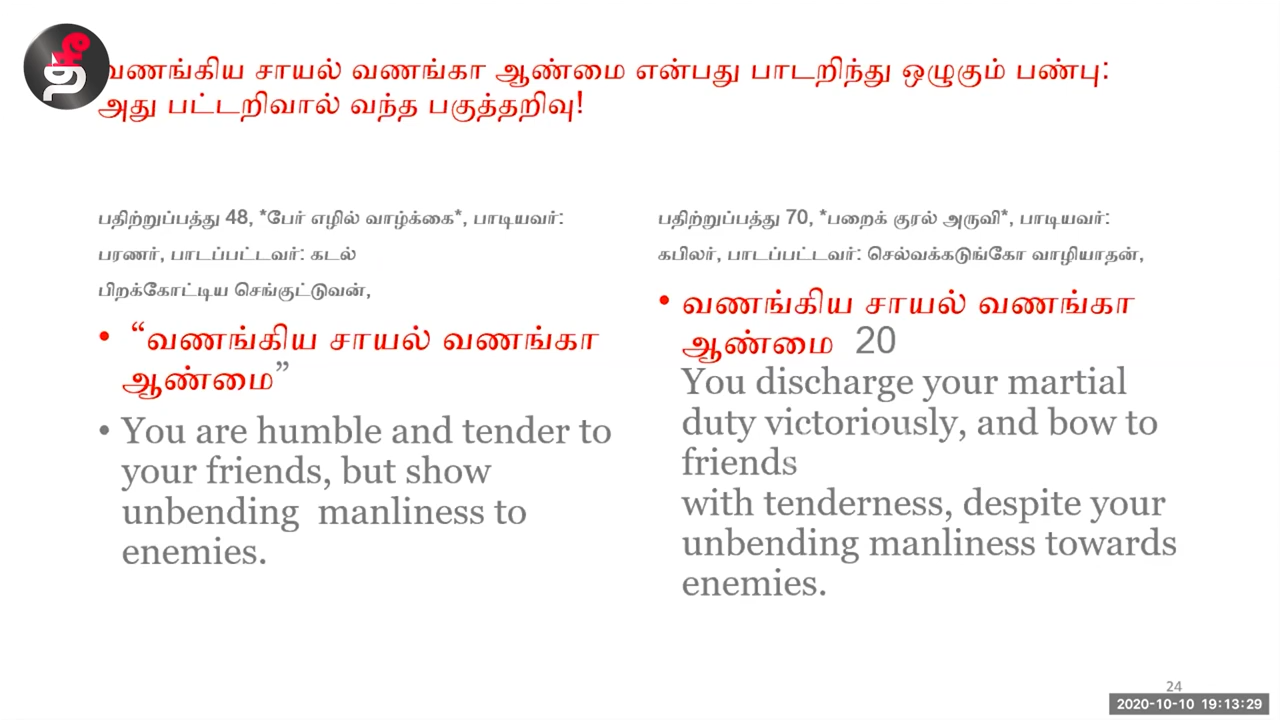 தீ
வணங்கிய சாயல் வணங்கா ஆண்மை என்பது பாடறிந்து ஒழுகும் பண்பு:
அது பட்டறிவால் வந்த பகுத்தறிவு!
பதிற்றுப்பத்து 48, *பேர் எழில் வாழ்க்கை*, பாடியவர்:
பரணர், பாடப்பட்டவர்: கடல்
பிறக்கோட்டிய செங்குட்டுவன்,
• “வணங்கிய சாயல் வணங்கா
ஆண்மை”
• You are humble and tender to
your friends, but show
unbending manliness to
enemies.
பதிற்றுப்பத்து 70, *பறைக் குரல் அருவி*, பாடியவர்:
கபிலர், பாடப்பட்டவர்: செல்வக்கடுங்கோ வாழியாதன்,
• வணங்கிய சாயல் வணங்கா
ஆண்மை 20
You discharge your martial
duty victoriously, and bow to
friends
with tenderness, despite your
unbending manliness towards
enemies.
24
2020-10-10 19:13:29